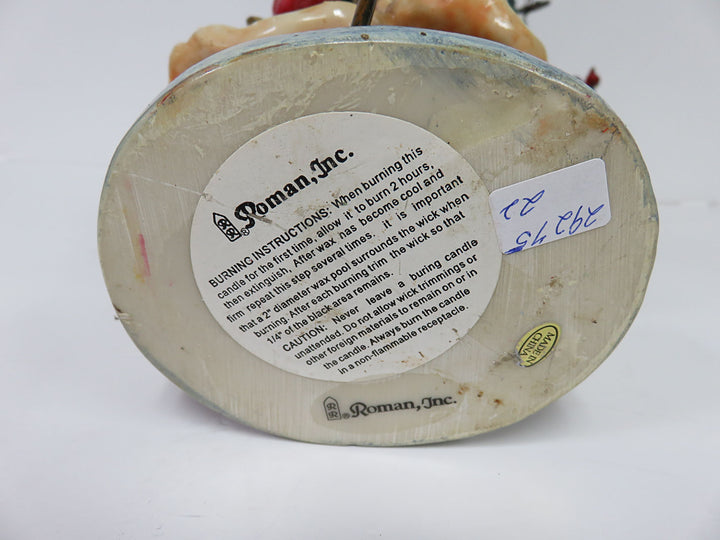 Roman, Inc.
BURNING INSTRUCTIONS: When burning this
candle for the first time, allow it to burn 2 hours,
then extinguish, After wax has become cool and
firm repeat this step several times. it is important
that a 2" diameter wax pool surrounds the wick when
burning. After each burning trim the wick so that
1/4" of the black area remains.
CAUTION: Never leave a buring candle
unattended. Do not allow wick trimmings or
other foreign materials to remain on or in
the candle. Always burn the candle
in a non-flammable receptacle.
29275
22
MADE IN
CHINA
RR
® Roman, Inc.